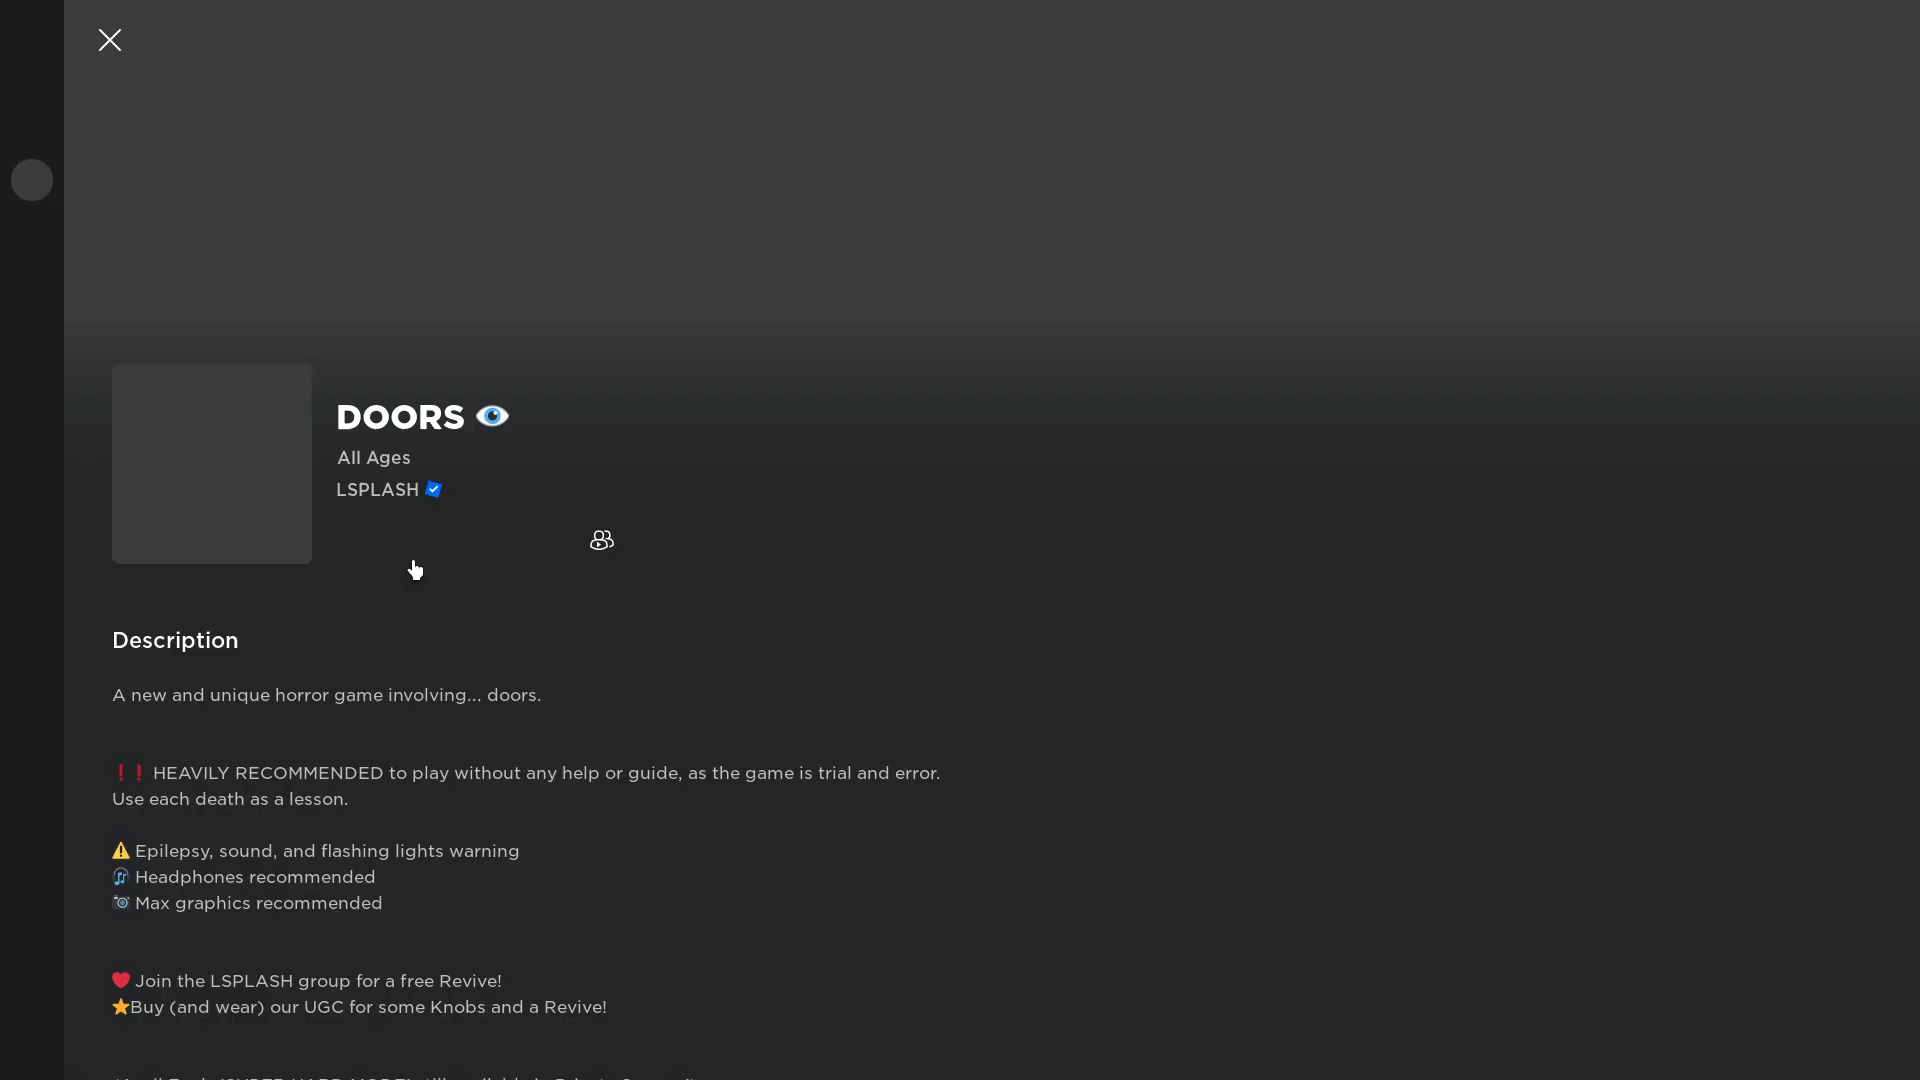 DOORS 👁️
All Ages
LSPLASH
Description
A new and unique horror game involving... doors.
❗❗ HEAVILY RECOMMENDED to play without any help or guide, as the game is trial and error.
Use each death as a lesson.
⚠️ Epilepsy, sound, and flashing lights warning
🎧 Headphones recommended
📷 Max graphics recommended
❤️ Join the LSPLASH group for a free Revive!
⭐Buy (and wear) our UGC for some Knobs and a Revive!